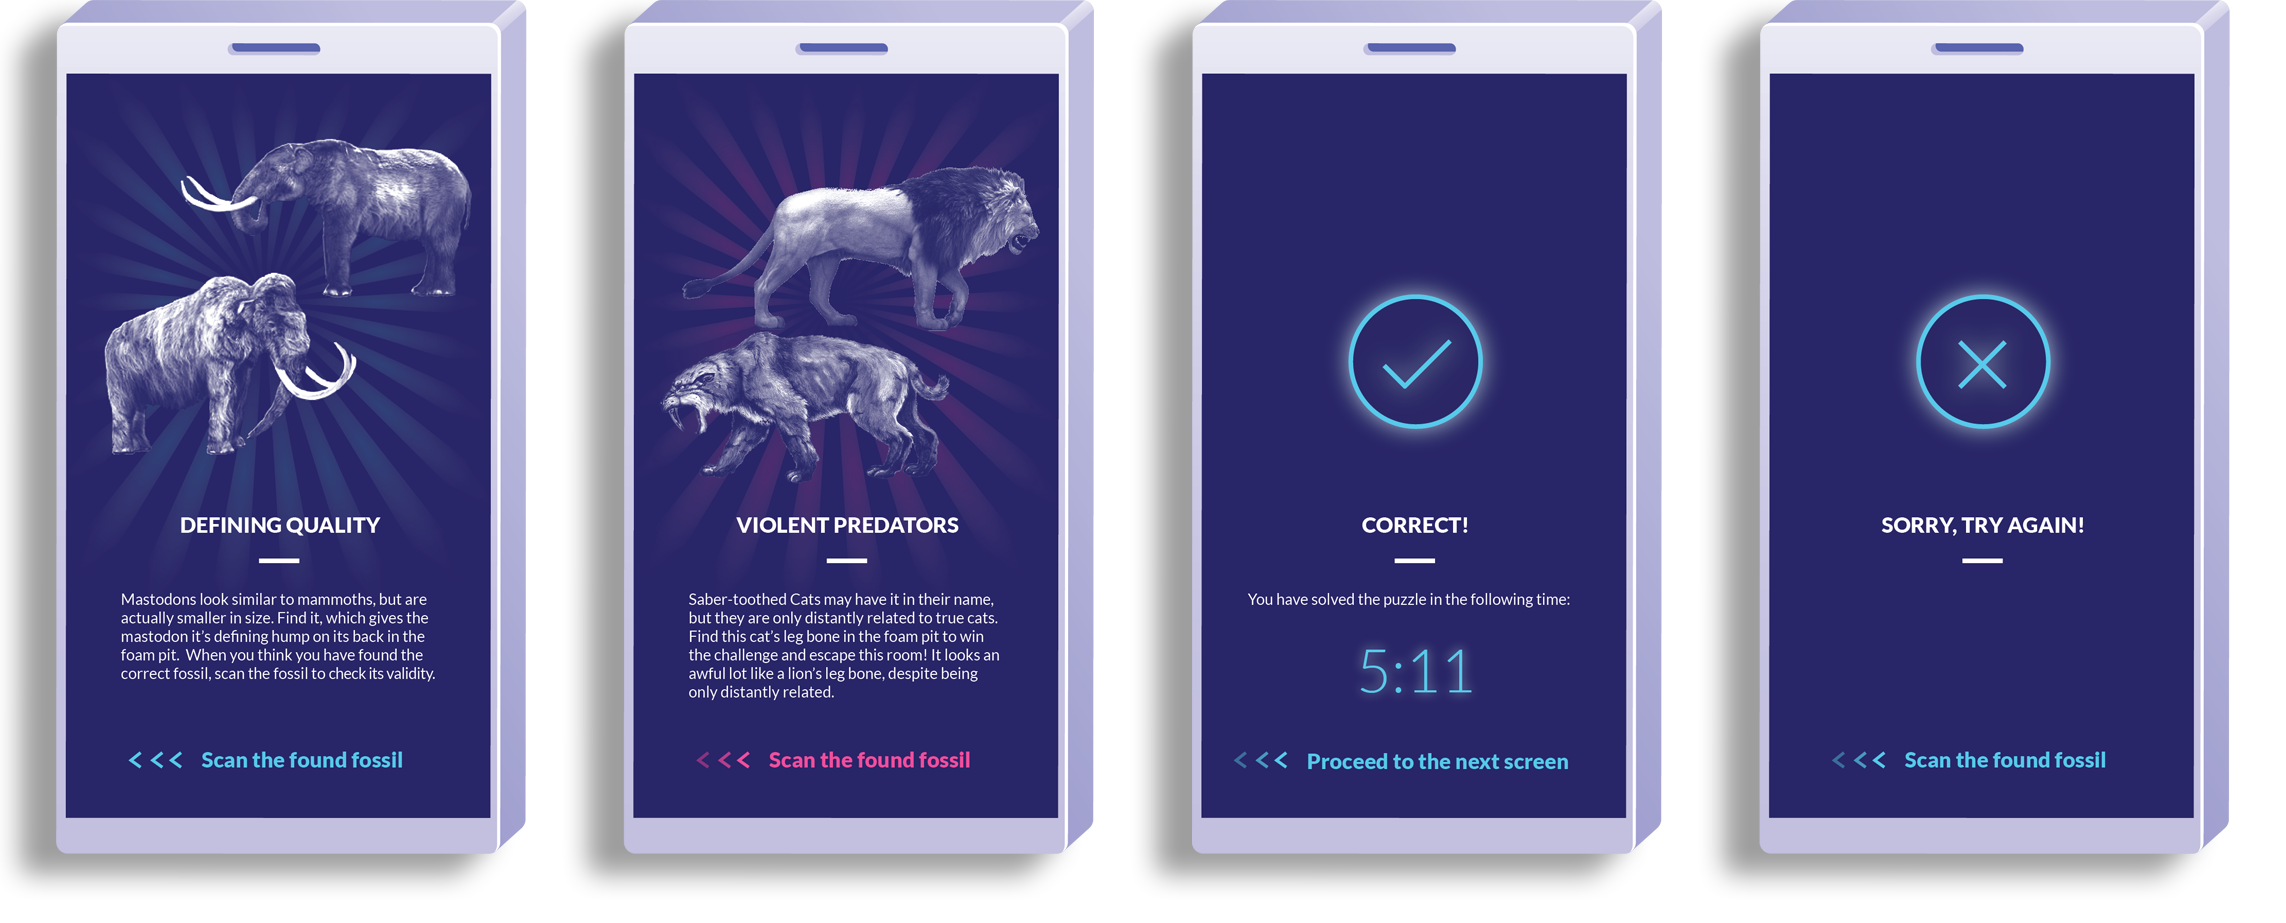 DEFINING QUALITY
Mastodons look similar to mammoths, but are
actually smaller in size. Find it, which gives the
mastodon it's defining hump on its back in the
foam pit.  When you think you have found the
correct fossil, scan the fossil to check its validity.
Scan the found fossil
VIOLENT PREDATORS
Saber-toothed Cats may have it in their name,
but they are only distantly related to true cats.
Find this cat's leg bone in the foam pit to win
the challenge and escape this room! It looks an
awful lot like a lion's leg bone, despite being
only distantly related.
Scan the found fossil
CORRECT!
You have solved the puzzle in the following time:
5:11
Proceed to the next screen
SORRY, TRY AGAIN!
Scan the found fossil